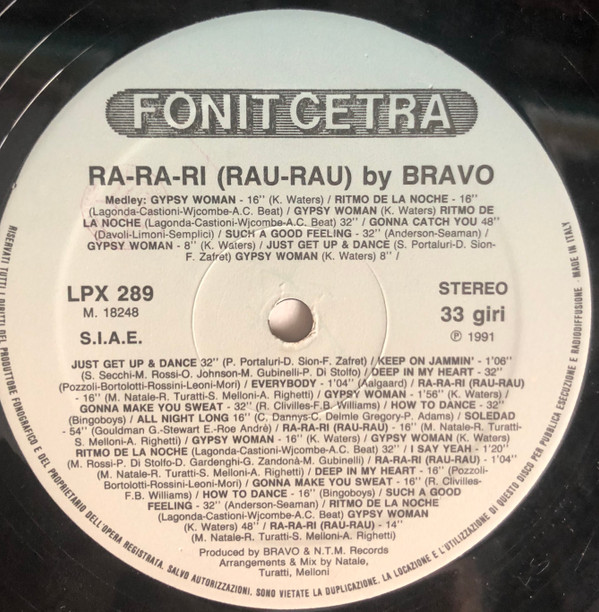 FONIT CETRA
RA-RA-RI (RAU-RAU) by BRAVO
Medley: GYPSY WOMAN - 16" (K. Waters) / RITMO DE LA NOCHE - 16"
(Lagonda-Castioni-Wjcombe-A.C. Beat) / GYPSY WOMAN (K. Waters) RITMO DE
LA NOCHE (Lagonda-Castioni-Wjcombe-A.C. Beat) 32" / GONNA CATCH YOU 48"
(Davoli-Limoni-Semplici) / SUCH A GOOD FEELING - 32" (Anderson-Seaman) /
GYPSY WOMAN - 8" (K. Waters) / JUST GET UP & DANCE (S. Portaluri-D. Sion-
F. Zafret) GYPSY WOMAN (K. Waters) 8" /
LPX 289
M. 18248
S.I.A.E.
STEREO
33 giri
℗ 1991
JUST GET UP & DANCE 32" (P. Portaluri-D. Sion-F. Zafret) / KEEP ON JAMMIN' - 1'06"
(S. Secchi-M. Rossi-O. Johnson-M. Gubinelli-P. Di Stolfo) / DEEP IN MY HEART - 32"
(Pozzoli-Bortolotti-Rossini-Leoni-Mori) / EVERYBODY - 1'04" (Aalgaard) / RA-RA-RI (RAU-RAU)
- 16" (M. Natale-R. Turatti-S. Melloni-A. Righetti) / GYPSY WOMAN - 1'56" (K. Waters) /
GONNA MAKE YOU SWEAT - 32" (R. Clivilles-F.B. Williams) / HOW TO DANCE - 32"
(Bingoboys) / ALL NIGHT LONG 16" (C. Dannys-C. Delmle Gregory-P. Adams) / SOLEDAD
- 54" (Gouldman G.-Stewart E.-Roe André) / RA-RA-RI (RAU-RAU) - 16" (M. Natale-R. Turatti-
S. Melloni-A. Righetti) / GYPSY WOMAN - 16" (K. Waters) / GYPSY WOMAN (K. Waters)
RITMO DE LA NOCHE (Lagonda-Castioni-Wjcombe-A.C. Beat) 32" / I SAY YEAH - 1'20"
(M. Rossi-P. Di Stolfo-D. Gardenghi-G. Zandonà-M. Gubinelli) / RA-RA-RI (RAU-RAU) - 1'04"
(M. Natale-R. Turatti-S. Melloni-A. Righetti) / DEEP IN MY HEART - 16" (Pozzoli-
Bortolotti-Rossini-Leoni-Mori) / GONNA MAKE YOU SWEAT - 16" (R. Clivilles-
F.B. Williams) / HOW TO DANCE - 16" (Bingoboys) / SUCH A GOOD
FEELING - 32" (Anderson-Seaman) / RITMO DE LA NOCHE
(Lagonda-Castioni-Wjcombe-A.C. Beat) GYPSY WOMAN
(K. Waters) 48" / RA-RA-RI (RAU-RAU) - 14"
(M. Natale-R. Turatti-S. Melloni-A. Righetti)
Produced by BRAVO & N.T.M. Records
Arrangements & Mix by Natale,
Turatti, Melloni
RISERVATI TUTTI I DIRITTI DEL PRODUTTORE FONOGRAFICO E DEL PROPRIETARIO DELL'OPERA REGISTRATA. SALVO AUTORIZZAZIONI. SONO VIETATE LA DUPLICAZIONE. LA LOCAZIONE E L'UTILIZZAZIONE DI QUESTO DISCO PER PUBBLICA ESECUZIONE E RADIODIFFUSIONE - MADE IN ITALY